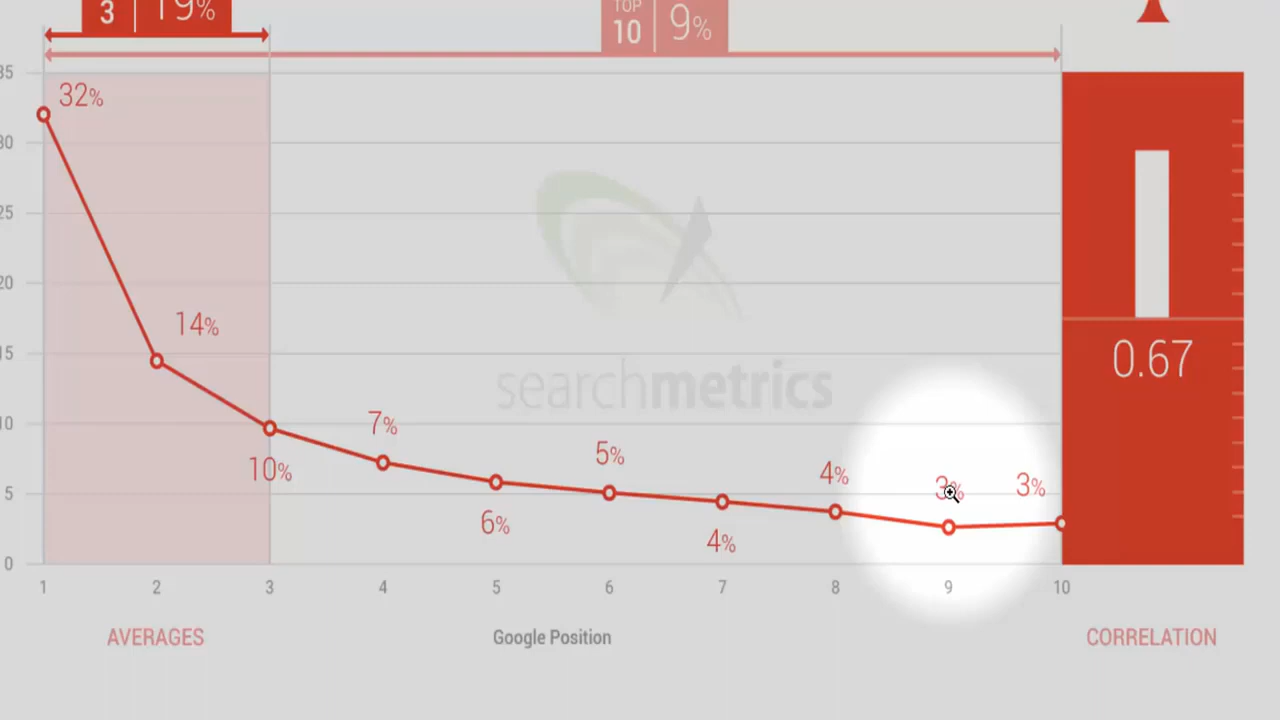 3 | 19%
TOP
10 | 9%
35
32%
30
25
20
15
14%
10
10%
7%
6%
5%
4%
4%
3%
3%
5
0
searchmetrics
0.67
1 2 3 4 5 6 7 8 9 10
AVERAGES
Google Position
CORRELATION